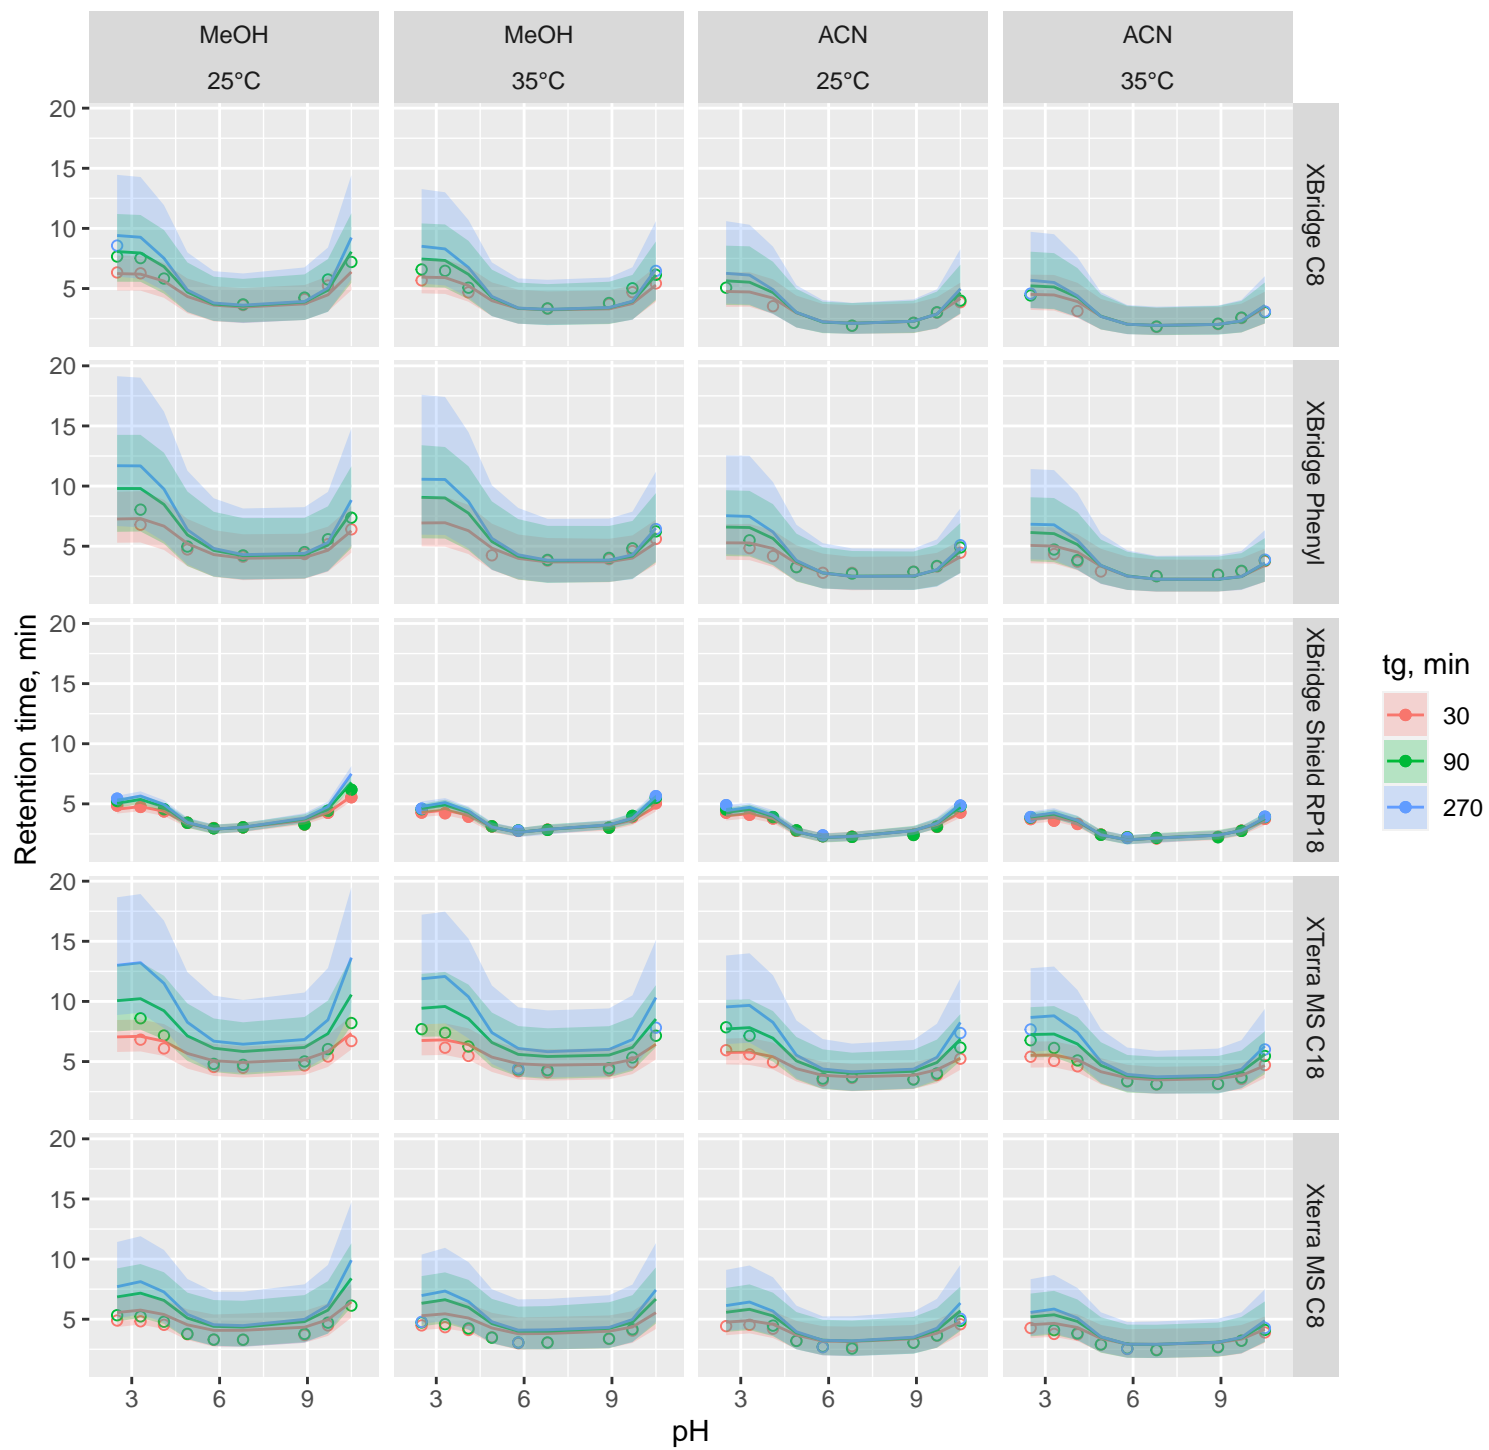 MeOH MeOH ACN ACN
25°C 35°C 25°C 35°C
20
15
10
5
XBridge C8
20
15
10
5
XBridge Phenyl
20
15
10
5
XBridge Shield RP18
20
15
10
5
XTerra MS C18
20
15
10
5
Xterra MS C8
3 6 9 3 6 9 3 6 9 3 6 9
pH
Retention time, min
tg, min
30
90
270